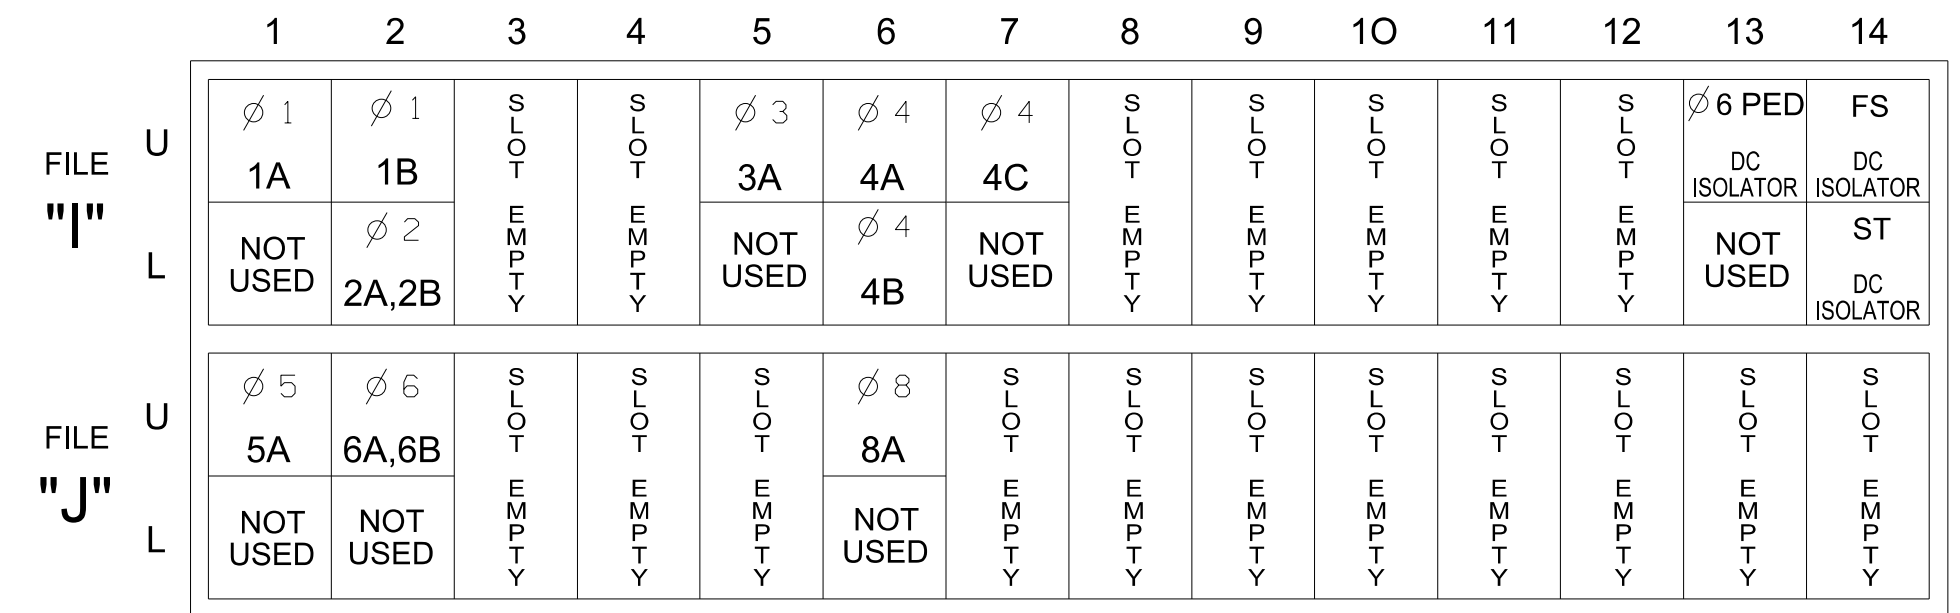 1 2 3 4 5 6 7 8 9 10 11 12 13 14
FILE
"I"
U
L
Ø 1
1A
NOT
USED
Ø 1
1B
Ø 2
2A,2B
SLOT EMPTY
SLOT EMPTY
Ø 3
3A
NOT
USED
Ø 4
4A
Ø 4
4B
Ø 4
4C
NOT
USED
SLOT EMPTY
SLOT EMPTY
SLOT EMPTY
SLOT EMPTY
SLOT EMPTY
Ø 6 PED
DC
ISOLATOR
NOT
USED
FS
DC
ISOLATOR
ST
DC
ISOLATOR
FILE
"J"
U
L
Ø 5
5A
NOT
USED
Ø 6
6A,6B
NOT
USED
SLOT EMPTY
SLOT EMPTY
SLOT EMPTY
Ø 8
8A
NOT
USED
SLOT EMPTY
SLOT EMPTY
SLOT EMPTY
SLOT EMPTY
SLOT EMPTY
SLOT EMPTY
SLOT EMPTY
SLOT EMPTY